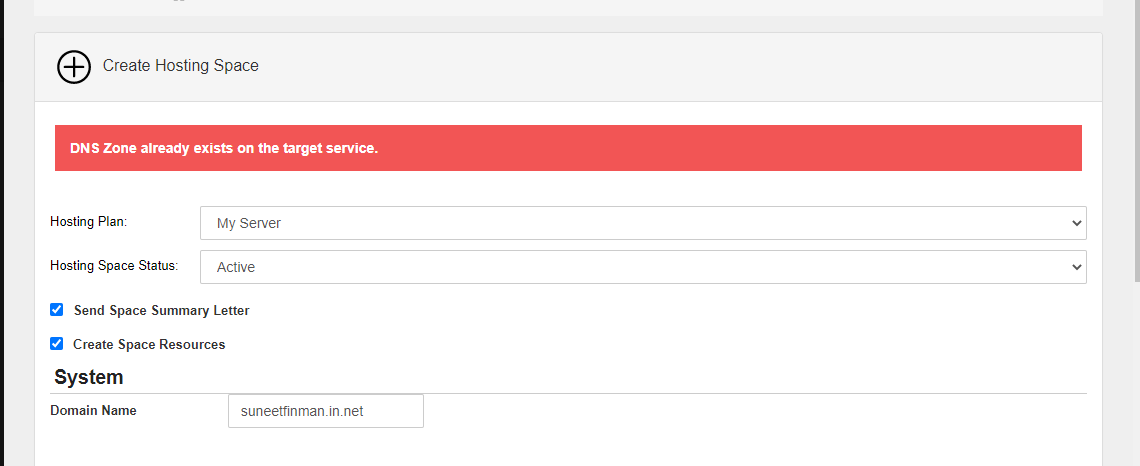 Create Hosting Space
DNS Zone already exists on the target service.
Hosting Plan: My Server
Hosting Space Status: Active
Send Space Summary Letter
Create Space Resources
System
Domain Name suneetfinman.in.net